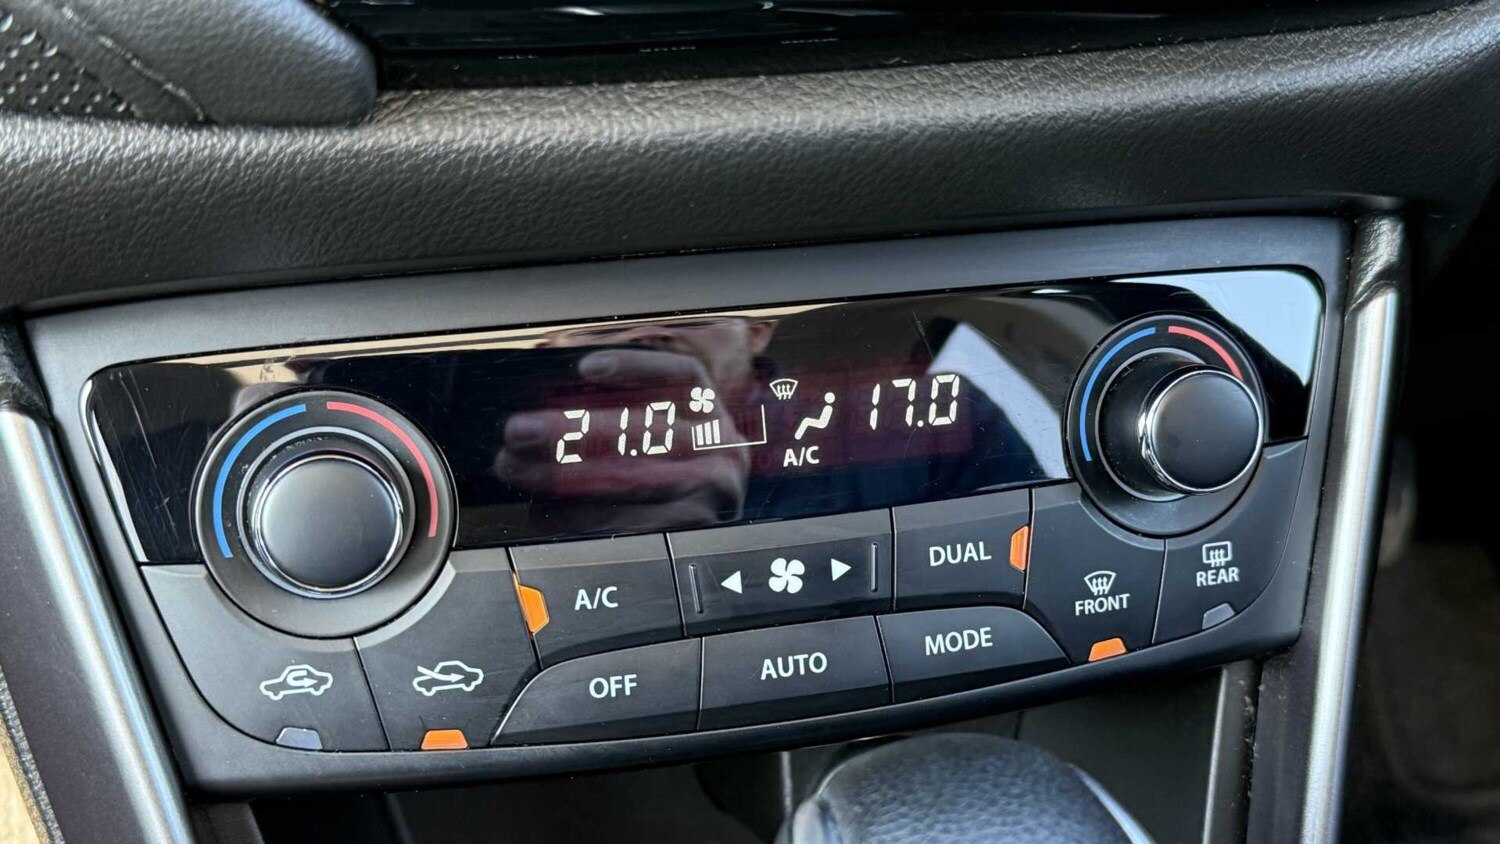 21.0 17.0
A/C
A/C
DUAL
FRONT
REAR
OFF
AUTO
MODE